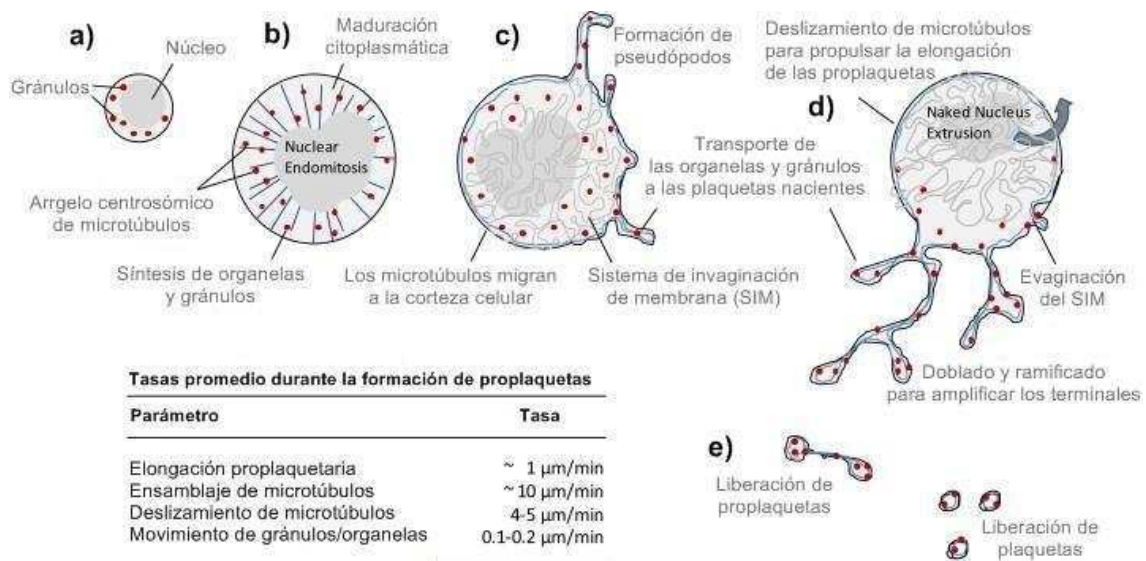 a)
Núcleo
Gránulos
b)
Maduración
citoplasmática
Nuclear
Endomitosis
Arrgelo centrosómico
de microtúbulos
Síntesis de organelas
y gránulos
c)
Formación de
pseudópodos
Transporte de
las organelas y gránulos
a las plaquetas nacientes
Los microtúbulos migran
a la corteza celular
Sistema de invaginación
de membrana (SIM)
Deslizamiento de microtúbulos
para propulsar la elongación
de las proplaquetas
d)
Naked Nucleus
Extrusion
Evaginación
del SIM
Doblado y ramificado
para amplificar los terminales
Tasas promedio durante la formación de proplaquetas
Parámetro Tasa
Elongación proplaquetaria ~ 1 µm/min
Ensamblaje de microtúbulos ~ 10 µm/min
Deslizamiento de microtúbulos 4-5 µm/min
Movimiento de gránulos/organelas 0.1-0.2 µm/min
e)
Liberación de
proplaquetas
Liberación de
plaquetas